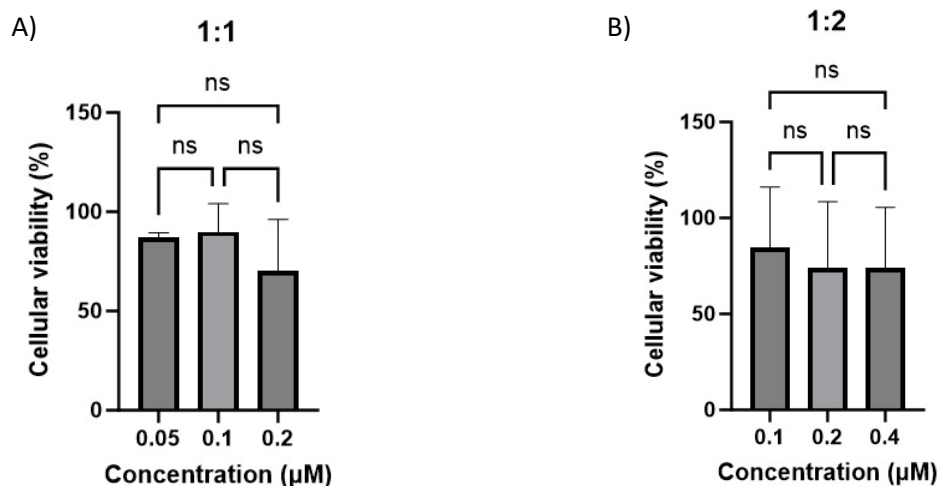 A)
1:1
ns
ns ns
150
100
50
0
Cellular viability (%)
0.05 0.1 0.2
Concentration (µM)
B)
1:2
ns
ns ns
150
100
50
0
Cellular viability (%)
0.1 0.2 0.4
Concentration (µM)